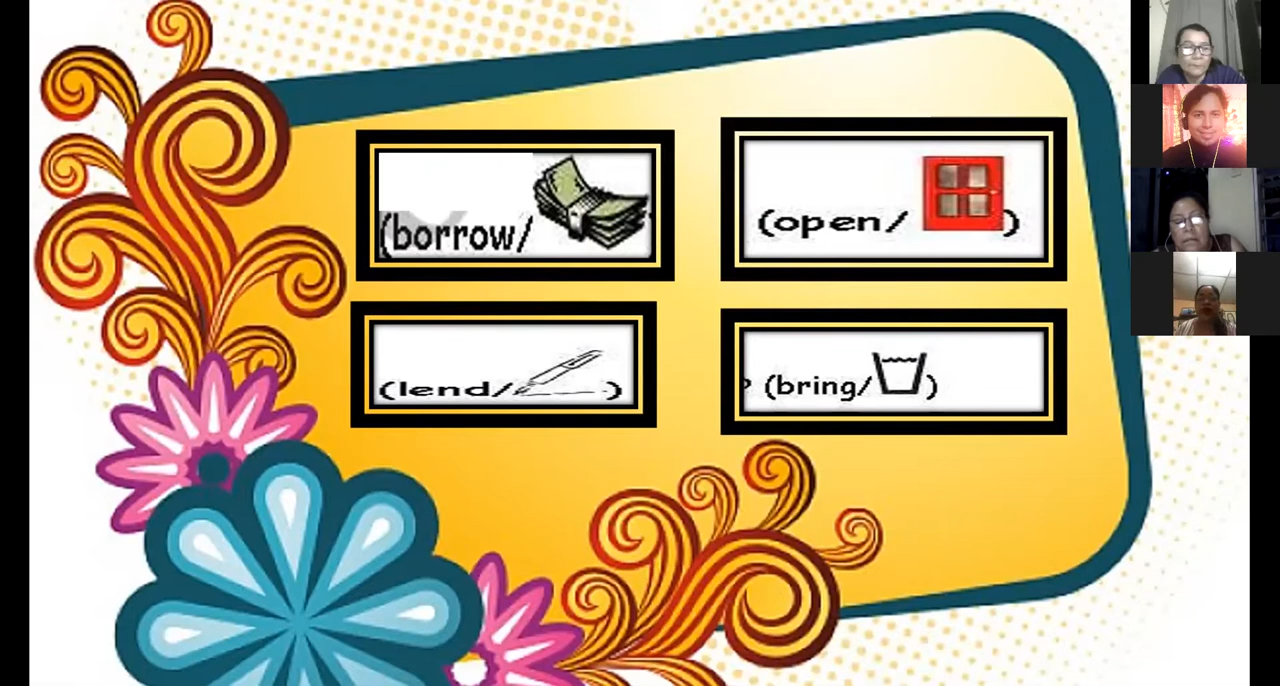 (borrow/
(open/ )
(lend/ )
? (bring/ )